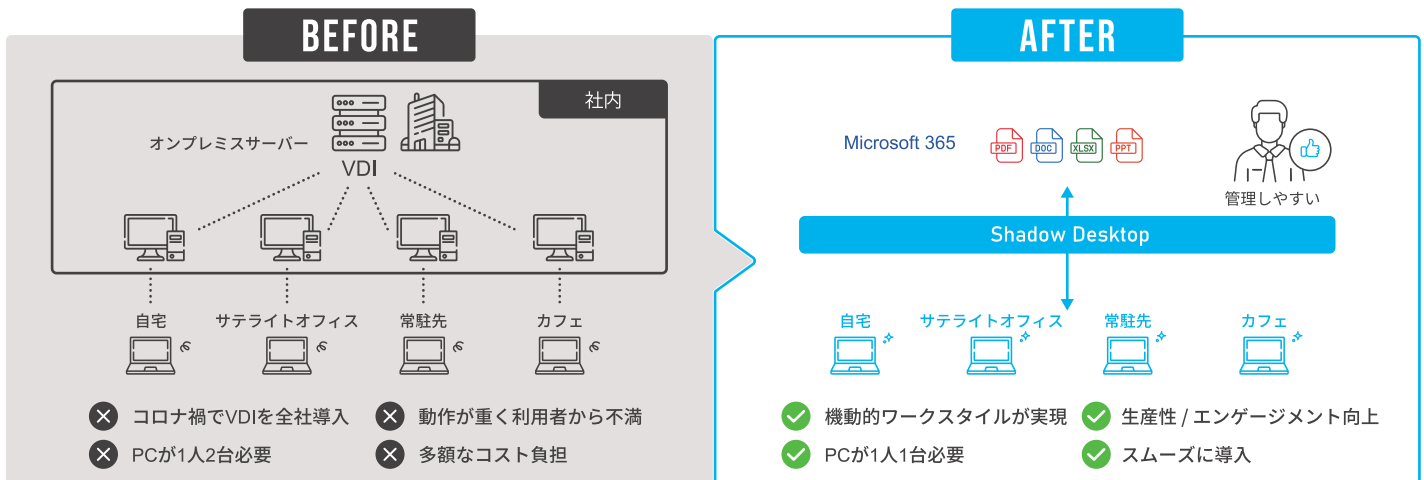 BEFORE
社内
オンプレミスサーバー
VDI
自宅
サテライトオフィス
常駐先
カフェ
コロナ禍でVDIを全社導入
動作が重く利用者から不満
PCが1人2台必要
多額なコスト負担
AFTER
Microsoft 365
PDF
DOC
XLSX
PPT
管理しやすい
Shadow Desktop
自宅
サテライトオフィス
常駐先
カフェ
機動的ワークスタイルが実現
生産性 / エンゲージメント向上
PCが1人1台必要
スムーズに導入